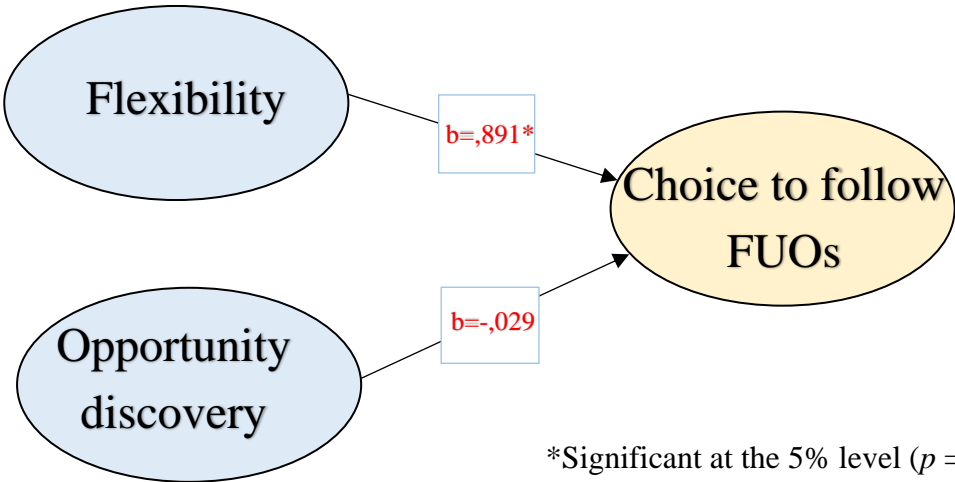 Flexibility
b=,891*
Choice to follow
FUOs
b=-,029
Opportunity
discovery
*Significant at the 5% level (p =